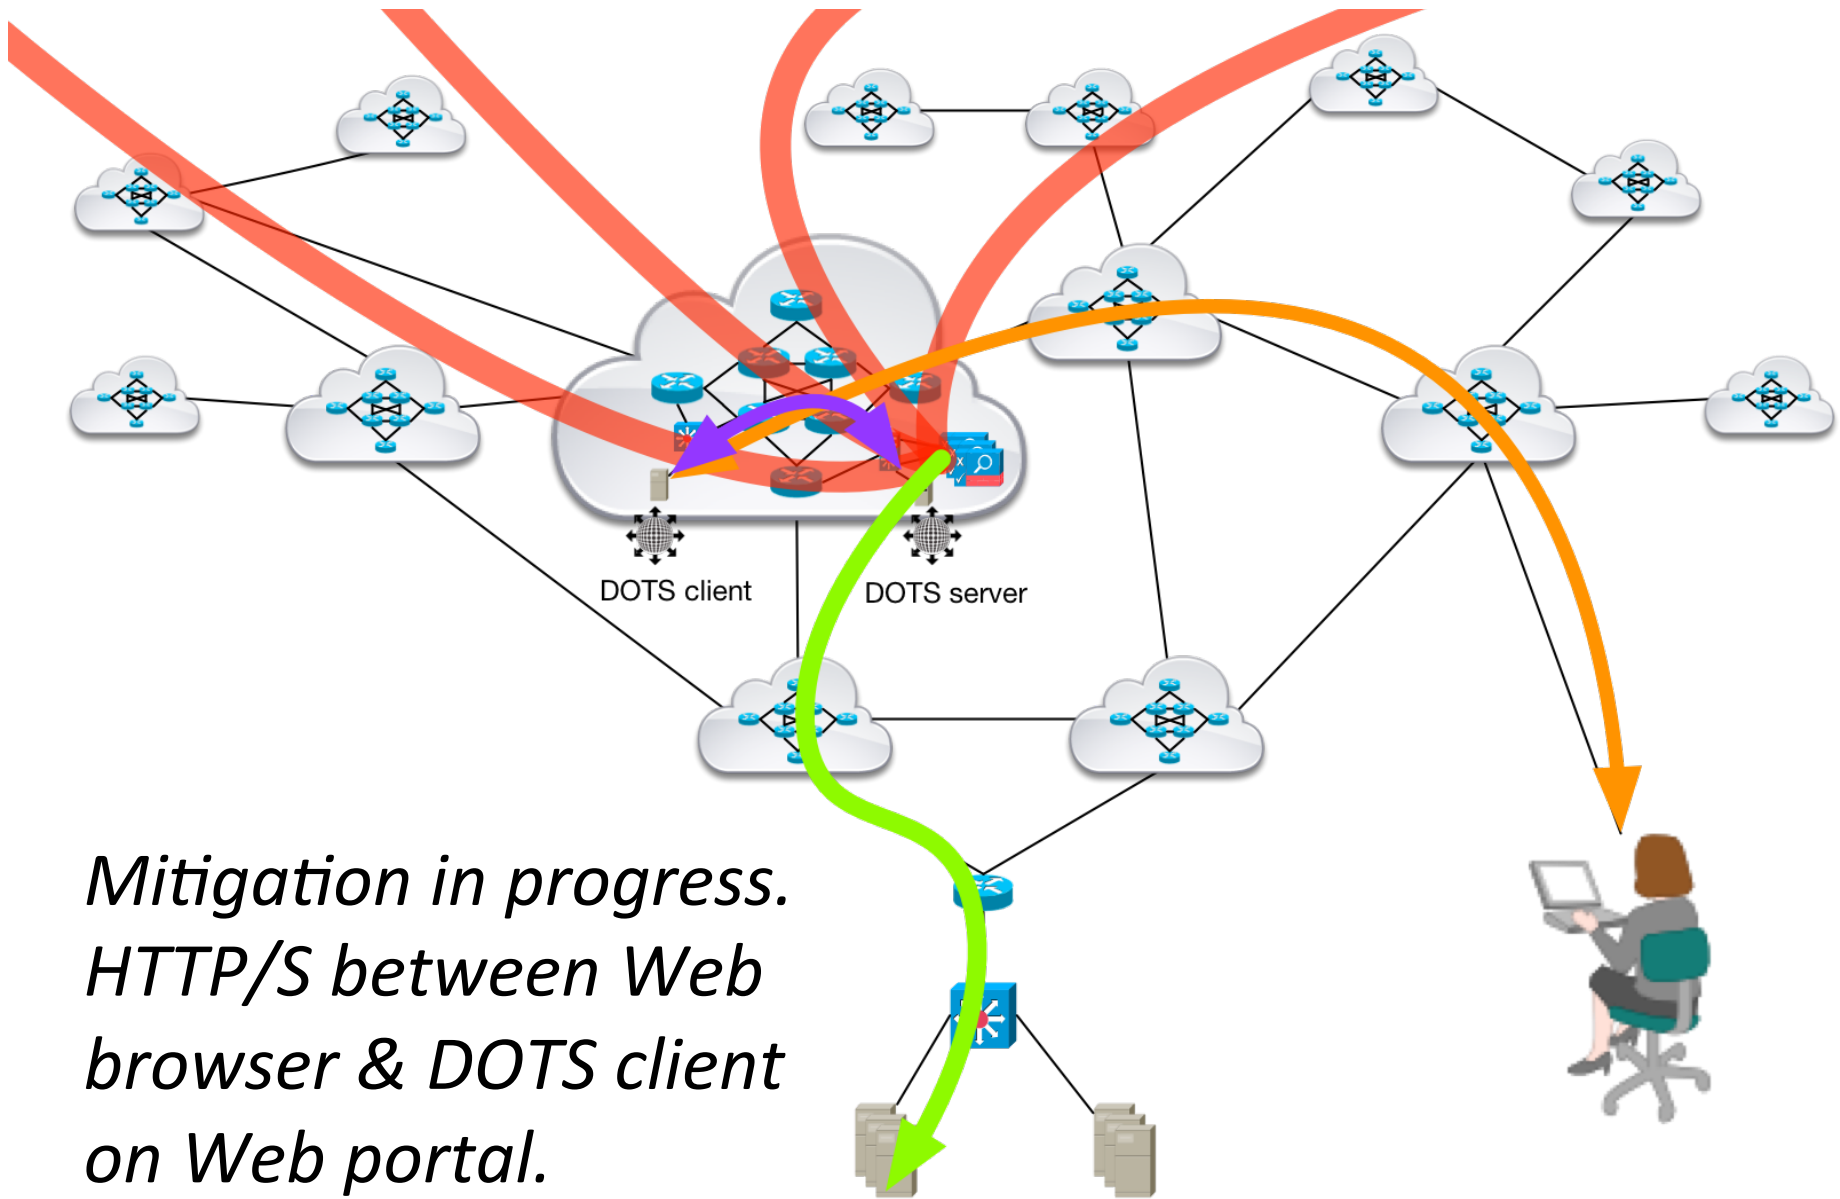 DOTS client
DOTS server
Mitigation in progress.
HTTP/S between Web
browser & DOTS client
on Web portal.